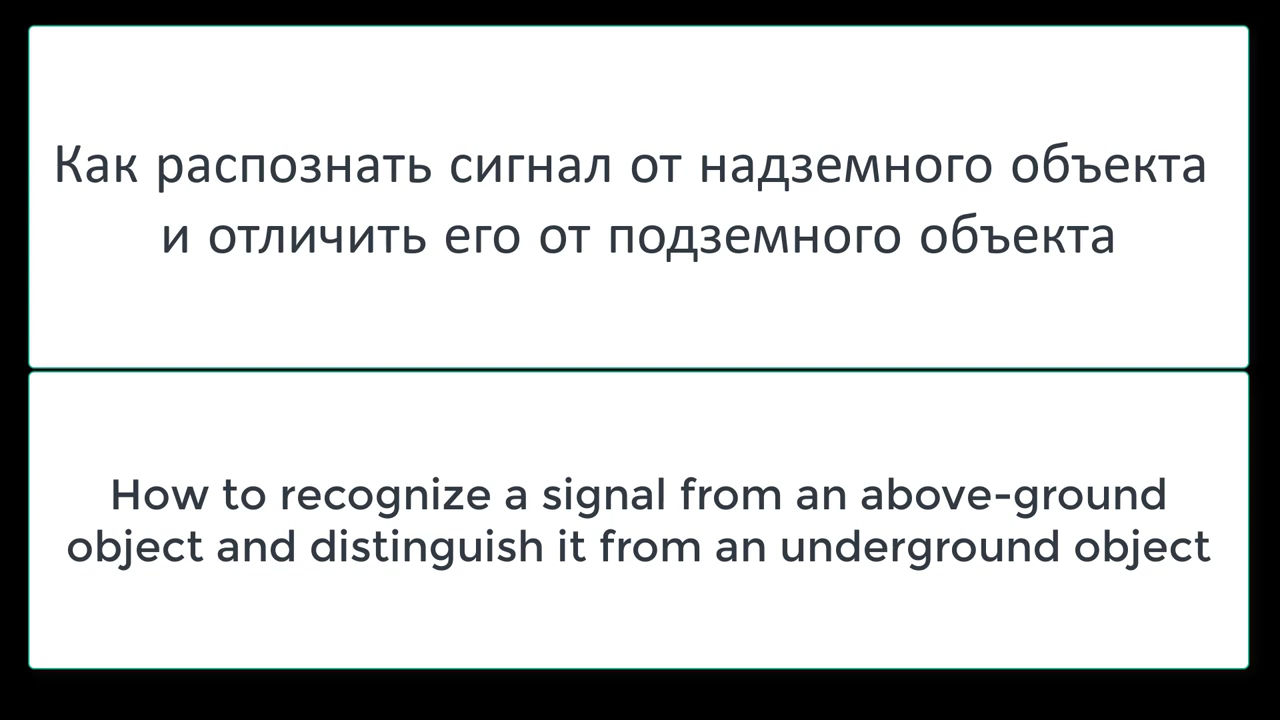 Как распознать сигнал от надземного объекта
и отличить его от подземного объекта
How to recognize a signal from an above-ground
object and distinguish it from an underground object